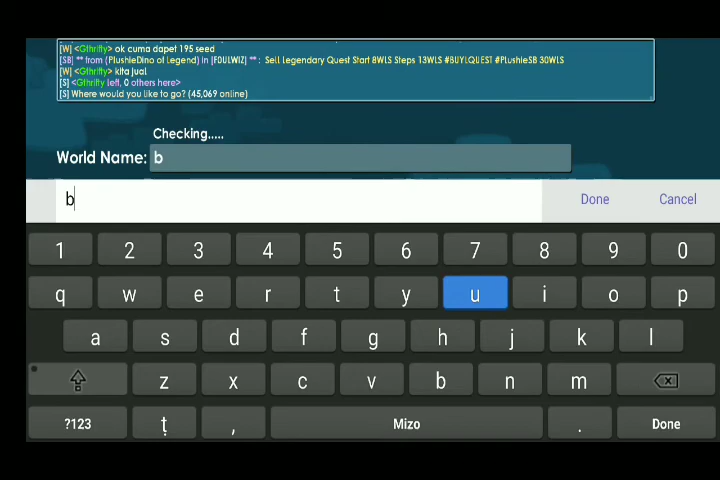 [W] <Gthrifty> ok cuma dapet 195 seed
[SB] ** from (PlushieDino of Legend) in [FOULWIZ] ** : Sell Legendary Quest Start 8WLS Steps 13WLS #BUYLQUEST #PLushieSB 30WLS
[W] <Gthrifty> kita jual
[S] <Gthrifty left, 0 others here>
[S] Where would you like to go? (45,069 online)
Checking.....
World Name: b
b Done Cancel
1 2 3 4 5 6 7 8 9 0
q w e r t y u i o p
a s d f g h j k l
z x c v b n m
?123 ṭ , Mizo . Done